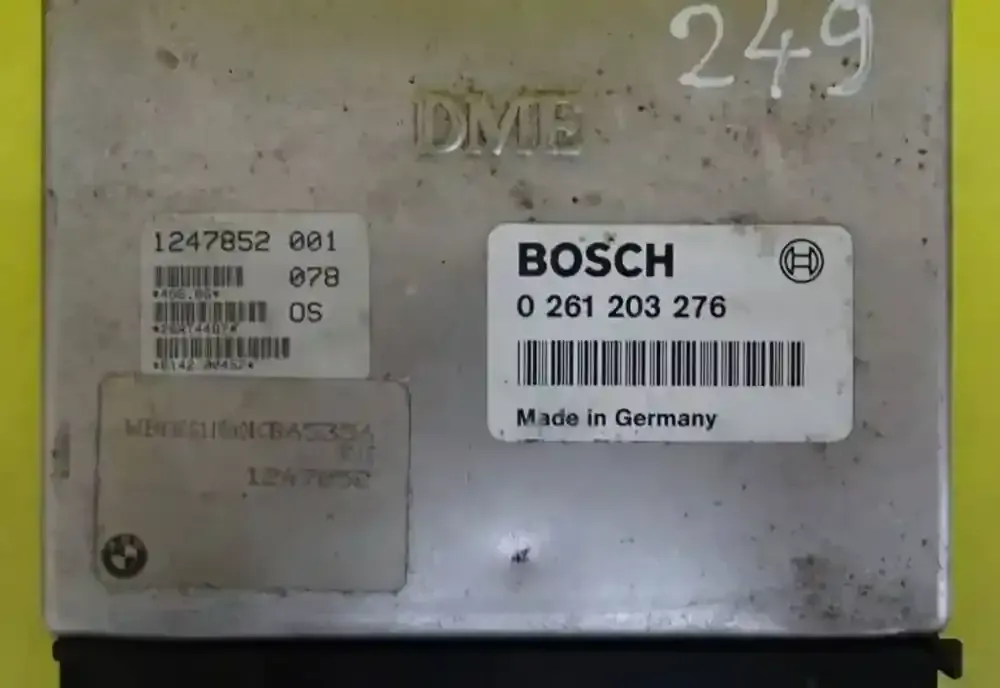 249
DME
1247852 001
078
OS
BOSCH
0 261 203 276
Made in Germany
1247852